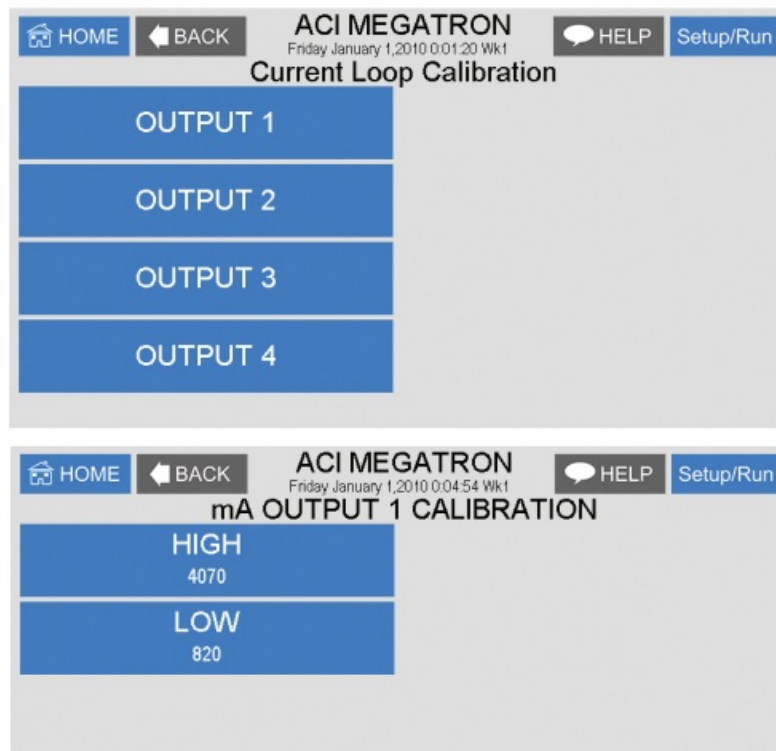 HOME BACK ACI MEGATRON HELP Setup/Run
Friday January 1,2010 0:01:20 Wk1
Current Loop Calibration
OUTPUT 1
OUTPUT 2
OUTPUT 3
OUTPUT 4
HOME BACK ACI MEGATRON HELP Setup/Run
Friday January 1,2010 0:04:54 Wk1
mA OUTPUT 1 CALIBRATION
HIGH
4070
LOW
820